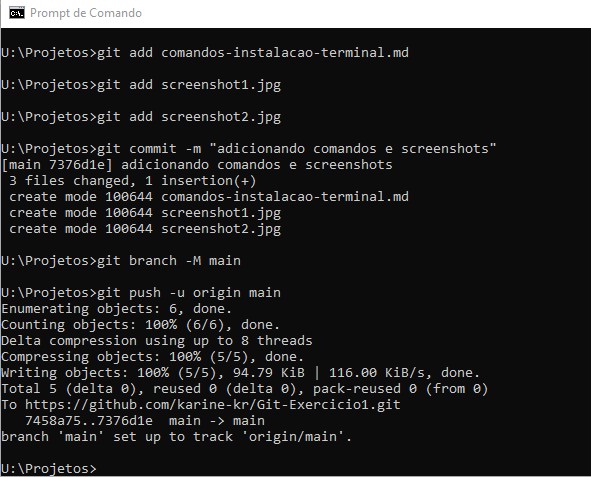 Prompt de Comando
U:\Projetos>git add comandos-instalacao-terminal.md
U:\Projetos>git add screenshot1.jpg
U:\Projetos>git add screenshot2.jpg
U:\Projetos>git commit -m "adicionando comandos e screenshots"
[main 7376d1e] adicionando comandos e screenshots
 3 files changed, 1 insertion(+)
 create mode 100644 comandos-instalacao-terminal.md
 create mode 100644 screenshot1.jpg
 create mode 100644 screenshot2.jpg
U:\Projetos>git branch -M main
U:\Projetos>git push -u origin main
Enumerating objects: 6, done.
Counting objects: 100% (6/6), done.
Delta compression using up to 8 threads
Compressing objects: 100% (5/5), done.
Writing objects: 100% (5/5), 94.79 KiB | 116.00 KiB/s, done.
Total 5 (delta 0), reused 0 (delta 0), pack-reused 0 (from 0)
To https://github.com/karine-kr/Git-Exercicio1.git
   7458a75..7376d1e  main -> main
branch 'main' set up to track 'origin/main'.
U:\Projetos>